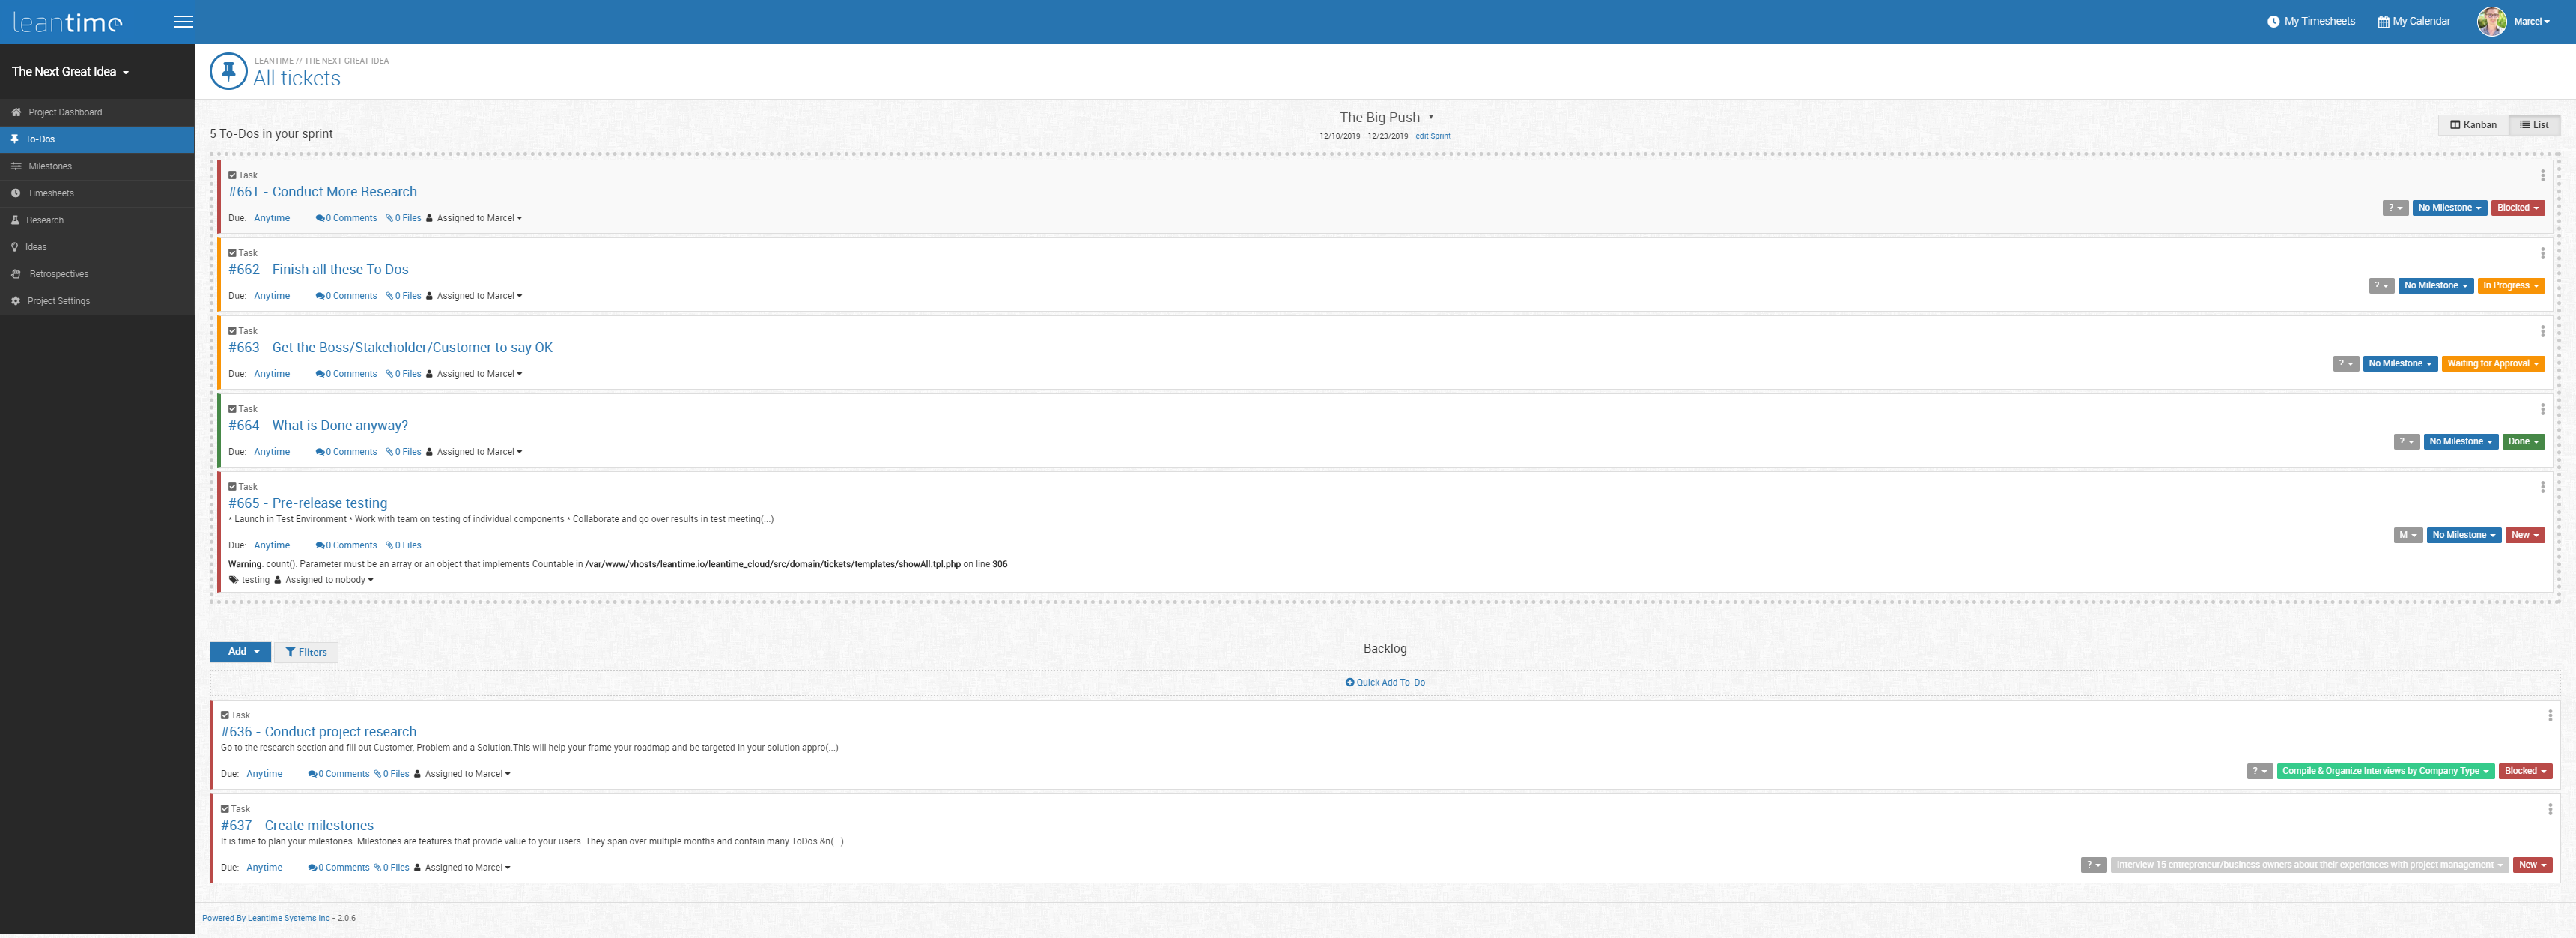 leantime
My Timesheets
My Calendar
Marcel
The Next Great Idea
Project Dashboard
To-Dos
Milestones
Timesheets
Research
Ideas
Retrospectives
Project Settings
LEANTIME // THE NEXT GREAT IDEA
All tickets
5 To-Dos in your sprint
The Big Push
12/10/2019 - 12/23/2019 - edit Sprint
Kanban
List
Task
#661 - Conduct More Research
Due: Anytime 0 Comments 0 Files Assigned to Marcel
? No Milestone Blocked
Task
#662 - Finish all these To Dos
Due: Anytime 0 Comments 0 Files Assigned to Marcel
? No Milestone In Progress
Task
#663 - Get the Boss/Stakeholder/Customer to say OK
Due: Anytime 0 Comments 0 Files Assigned to Marcel
? No Milestone Waiting for Approval
Task
#664 - What is Done anyway?
Due: Anytime 0 Comments 0 Files Assigned to Marcel
? No Milestone Done
Task
#665 - Pre-release testing
* Launch in Test Environment * Work with team on testing of individual components * Collaborate and go over results in test meeting(...)
Due: Anytime 0 Comments 0 Files
M No Milestone New
Warning: count(): Parameter must be an array or an object that implements Countable in /var/www/vhosts/leantime.io/leantime_cloud/src/domain/tickets/templates/showAll.tpl.php on line 306
testing Assigned to nobody
Add
Filters
Backlog
Quick Add To-Do
Task
#636 - Conduct project research
Go to the research section and fill out Customer, Problem and a Solution.This will help your frame your roadmap and be targeted in your solution appro(...)
Due: Anytime 0 Comments 0 Files Assigned to Marcel
? Compile & Organize Interviews by Company Type Blocked
Task
#637 - Create milestones
It is time to plan your milestones. Milestones are features that provide value to your users. They span over multiple months and contain many ToDos.&n(...)
Due: Anytime 0 Comments 0 Files Assigned to Marcel
? Interview 15 entrepreneur/business owners about their experiences with project management New
Powered By Leantime Systems Inc - 2.0.6